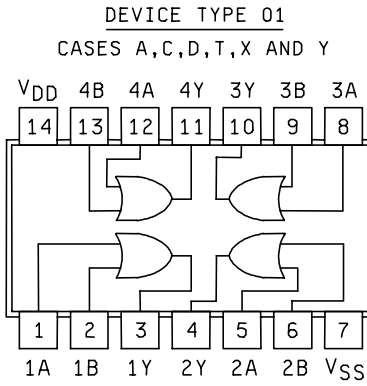 DEVICE TYPE 01
CASES A,C,D,T,X AND Y
VDD 4B 4A 4Y 3Y 3B 3A
14 13 12 11 10 9 8
1 2 3 4 5 6 7
1A 1B 1Y 2Y 2A 2B VSS